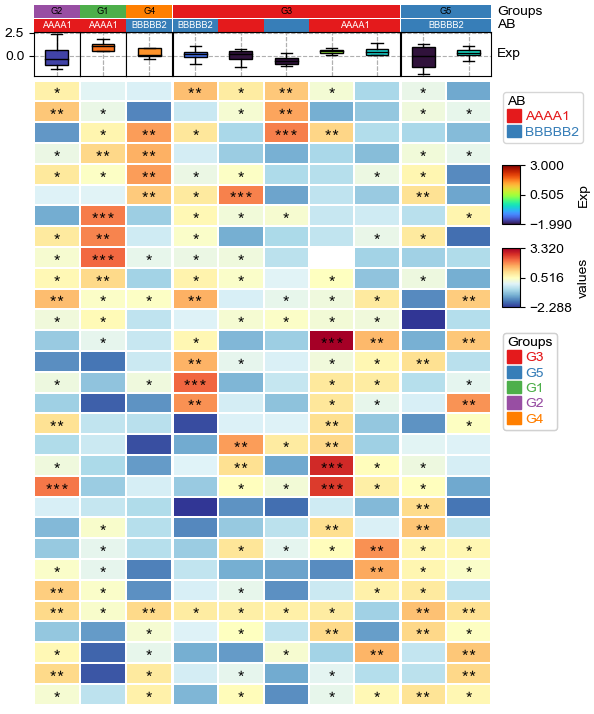 G2 G1 G4 G3 G5 Groups
AAAA1 AAAA1 BBBBB2 BBBBB2 AAAA1 BBBBB2 AB
2.5
0.0 Exp
* ** * ** * *
** * * ** * *
* ** * *** **
* ** ** * *
* * ** * * * *
** * *** **
*** * * * *
* ** * * *
* *** * * *
* ** * * * *
** * * ** * * * **
* * * * * *
* * *** ** **
** * * * **
* * *** * * *
** * * **
** ** *
** * **
* ** *** * *
*** * * *** * *
**
* ** **
* * * * ** * *
* * ** * *
** * * * *
** * ** * * * * ** **
* * ** ** *
* * * ** **
** * * * **
* * * * * ** *
AB
AAAA1
BBBBB2
3.000
0.505
−1.990
Exp
3.320
0.516
−2.288
values
Groups
G3
G5
G1
G2
G4